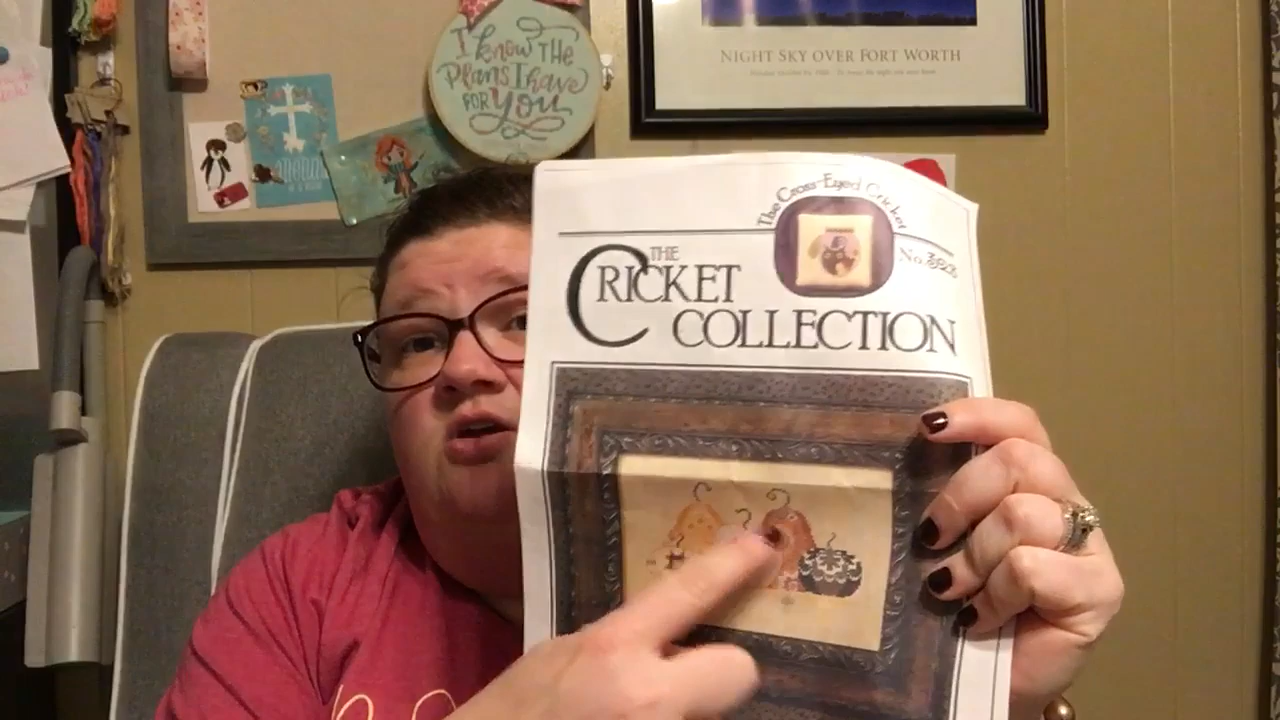 I know THE
Plans I have
FOR You
NIGHT SKY OVER FORT WORTH
The Cross-Eyed Cricket
No. 393
THE
CRICKET
COLLECTION